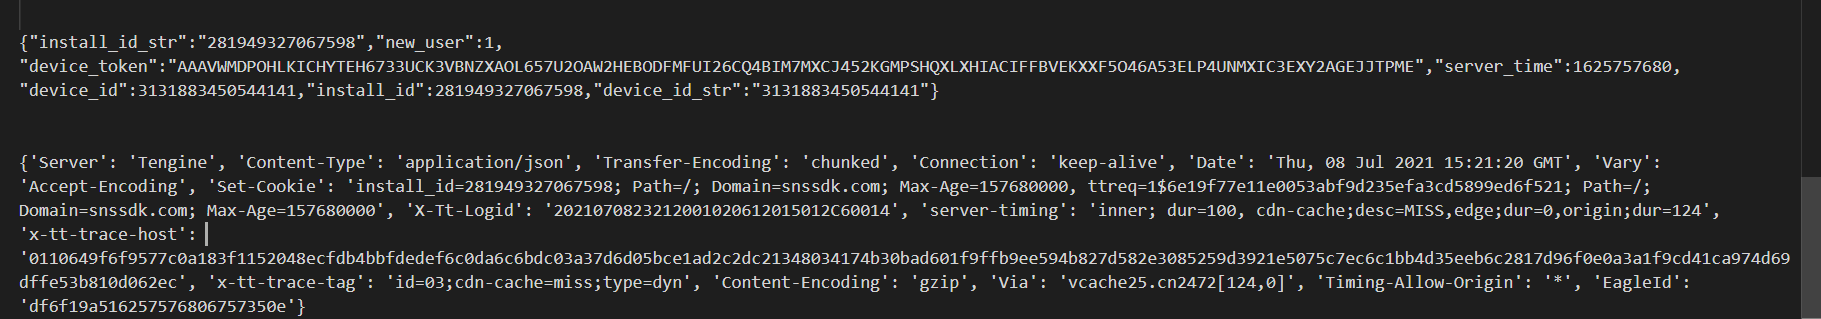 {"install_id_str":"281949327067598","new_user":1,
"device_token":"AAAVWMDPOHLKICHYTEH6733UCK3VBNZXAOL657U2OAW2HEBODFMFUI26CQ4BIM7MXCJ452KGMPSHQXLXHIACIFFBVEKXXF5O46A53ELP4UNMXIC3EXY2AGEJJTPME","server_time":1625757680,
"device_id":3131883450544141,"install_id":281949327067598,"device_id_str":"3131883450544141"}
{'Server': 'Tengine', 'Content-Type': 'application/json', 'Transfer-Encoding': 'chunked', 'Connection': 'keep-alive', 'Date': 'Thu, 08 Jul 2021 15:21:20 GMT', 'Vary':
'Accept-Encoding', 'Set-Cookie': 'install_id=281949327067598; Path=/; Domain=snssdk.com; Max-Age=157680000, ttreq=1$6e19f77e11e0053abf9d235efa3cd5899ed6f521; Path=/;
Domain=snssdk.com; Max-Age=157680000', 'X-Tt-Logid': '2021070823212001020612015012C60014', 'server-timing': 'inner; dur=100, cdn-cache;desc=MISS,edge;dur=0,origin;dur=124',
'x-tt-trace-host':
'0110649f6f9577c0a183f1152048ecfdb4bbfdedef6c0da6c6bdc03a37d6d05bce1ad2c2dc21348034174b30bad601f9ffb9ee594b827d582e3085259d3921e5075c7ec6c1bb4d35eeb6c2817d96f0e0a3a1f9cd41ca974d69
dffe53b810d062ec', 'x-tt-trace-tag': 'id=03;cdn-cache=miss;type=dyn', 'Content-Encoding': 'gzip', 'Via': 'vcache25.cn2472[124,0]', 'Timing-Allow-Origin': '*', 'EagleId':
'df6f19a516257576806757350e'}